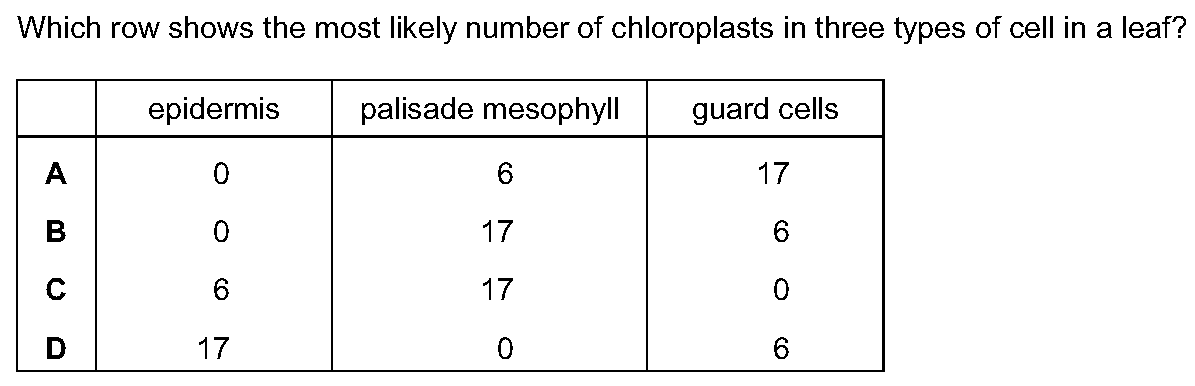 Which row shows the most likely number of chloroplasts in three types of cell in a leaf?
epidermis palisade mesophyll guard cells
A 0 6 17
B 0 17 6
C 6 17 0
D 17 0 6